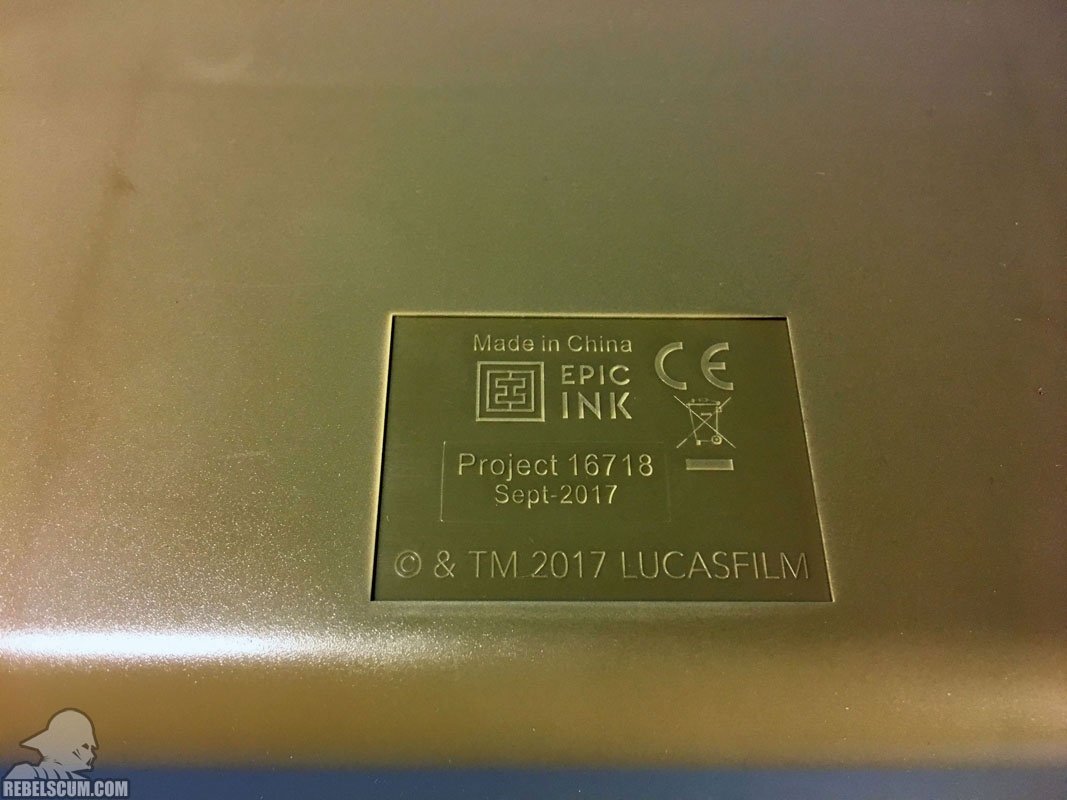 Made in China
EPIC
INK
CE
Project 16718
Sept-2017
© & TM 2017 LUCASFILM
REBELSCUM.COM